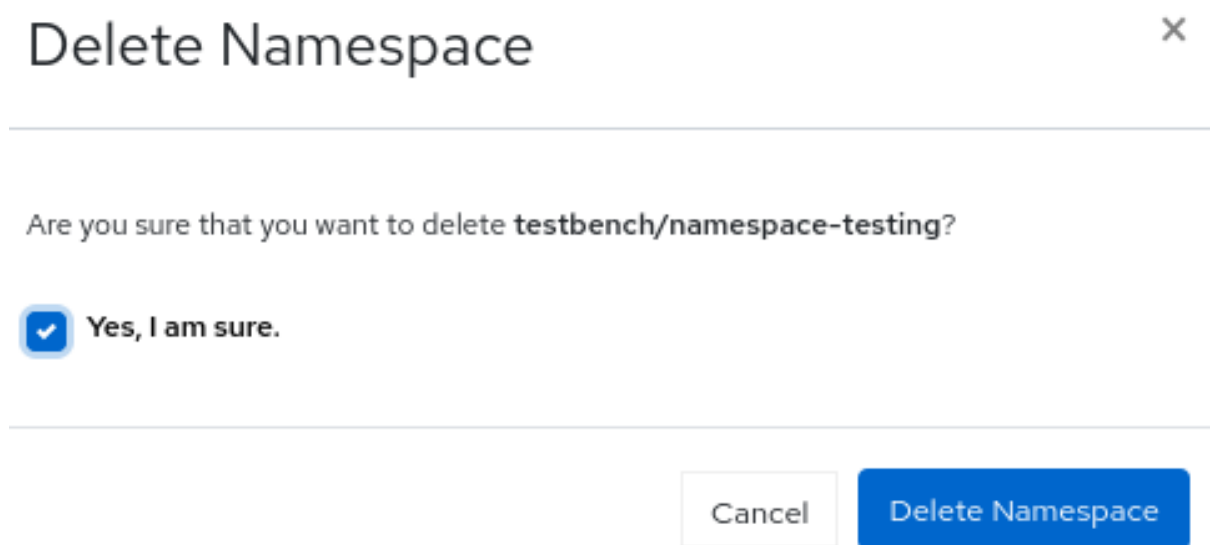 Delete Namespace
Are you sure that you want to delete testbench/namespace-testing?
Yes, I am sure.
Cancel
Delete Namespace